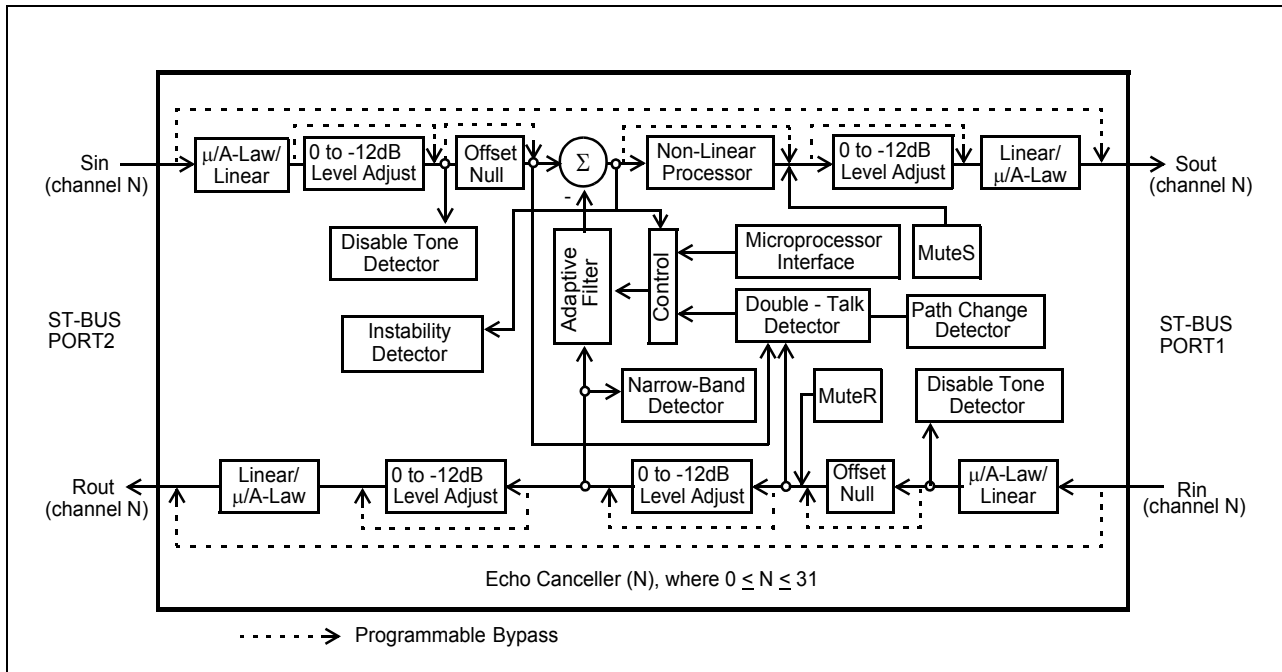 Sin
(channel N)
μ/A-Law/
Linear
0 to -12dB
Level Adjust
Offset
Null
Σ
-
Non-Linear
Processor
0 to -12dB
Level Adjust
Linear/
μ/A-Law
Sout
(channel N)
Disable Tone
Detector
Adaptive
Filter
Control
Microprocessor
Interface
MuteS
ST-BUS
PORT2
Instability
Detector
Double - Talk
Detector
Path Change
Detector
ST-BUS
PORT1
Narrow-Band
Detector
MuteR
Disable Tone
Detector
Rout
(channel N)
Linear/
μ/A-Law
0 to -12dB
Level Adjust
0 to -12dB
Level Adjust
Offset
Null
μ/A-Law/
Linear
Rin
(channel N)
Echo Canceller (N), where 0 ≤ N ≤ 31
Programmable Bypass